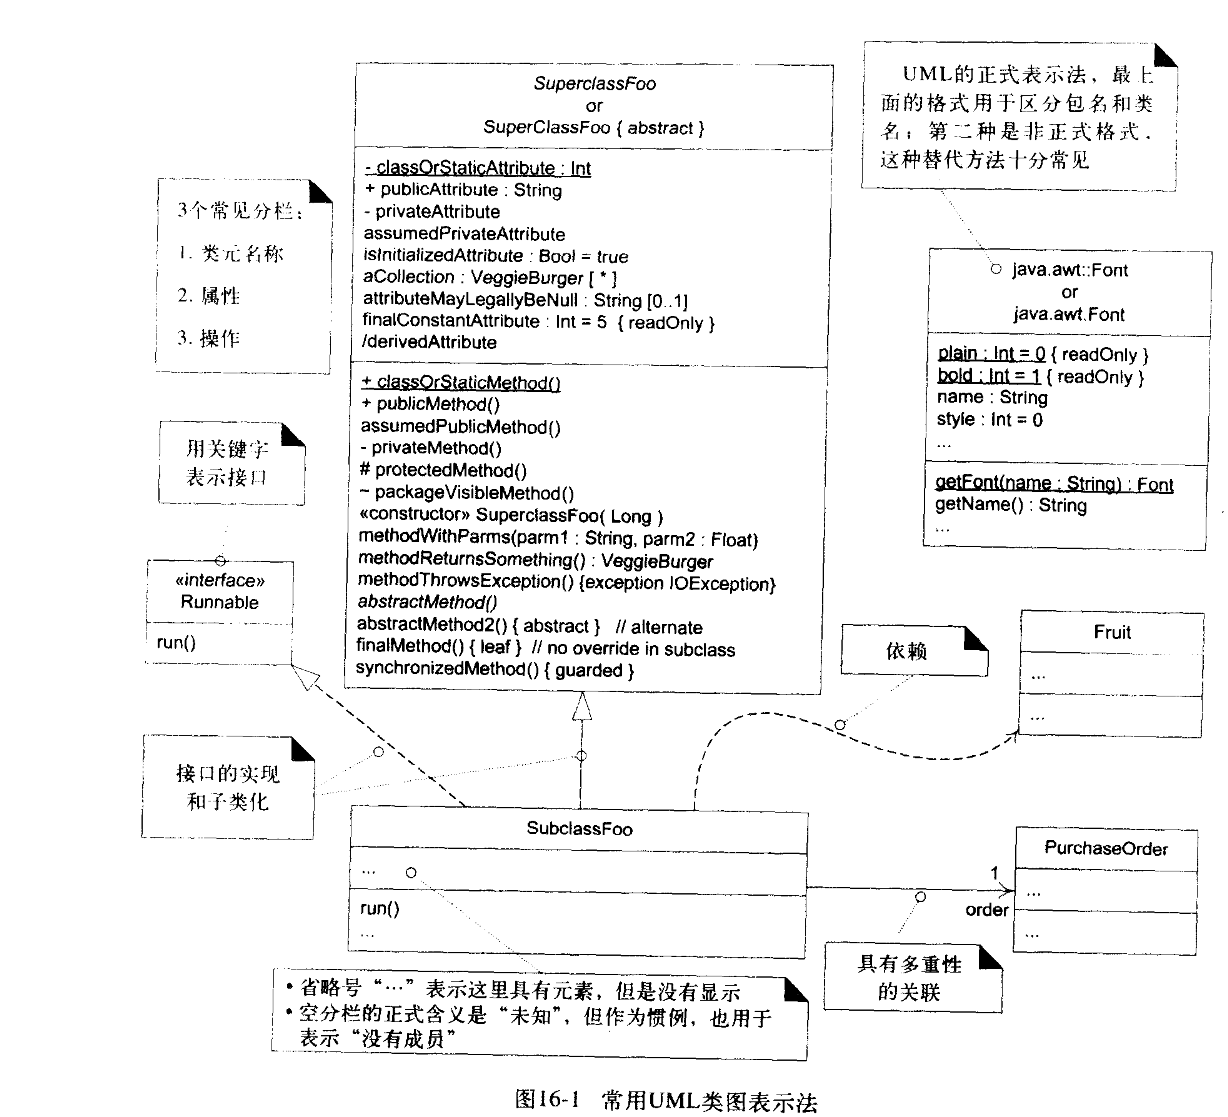 SuperclassFoo
or
SuperClassFoo { abstract }
- classOrStaticAttribute : Int
+ publicAttribute : String
- privateAttribute
assumedPrivateAttribute
isInitializedAttribute : Bool = true
aCollection : VeggieBurger [ * ]
attributeMayLegallyBeNull : String [0..1]
finalConstantAttribute : Int = 5 { readOnly }
/derivedAttribute
+ classOrStaticMethod()
+ publicMethod()
assumedPublicMethod()
- privateMethod()
# protectedMethod()
~ packageVisibleMethod()
«constructor» SuperclassFoo( Long )
methodWithParms(parm1 : String, parm2 : Float)
methodReturnsSomething() : VeggieBurger
methodThrowsException() {exception IOException}
abstractMethod()
abstractMethod2() { abstract } // alternate
finalMethod() { leaf } // no override in subclass
synchronizedMethod() { guarded }
UML的正式表示法，最上
面的格式用于区分包名和类
名；第二种是非正式格式，
这种替代方法十分常见
3个常见分栏：
1. 类元名称
2. 属性
3. 操作
java.awt::Font
or
java.awt.Font
plain : Int = 0 { readOnly }
bold : Int = 1 { readOnly }
name : String
style : Int = 0
...
getFont(name : String) : Font
getName() : String
...
用关键字
表示接口
«interface»
Runnable
run()
依赖
Fruit
...
...
接口的实现
和子类化
SubclassFoo
...
run()
...
1
order
PurchaseOrder
...
...
具有多重性
的关联
• 省略号“…”表示这里具有元素，但是没有显示
• 空分栏的正式含义是“未知”，但作为惯例，也用于
表示“没有成员”
图16-1 常用UML类图表示法